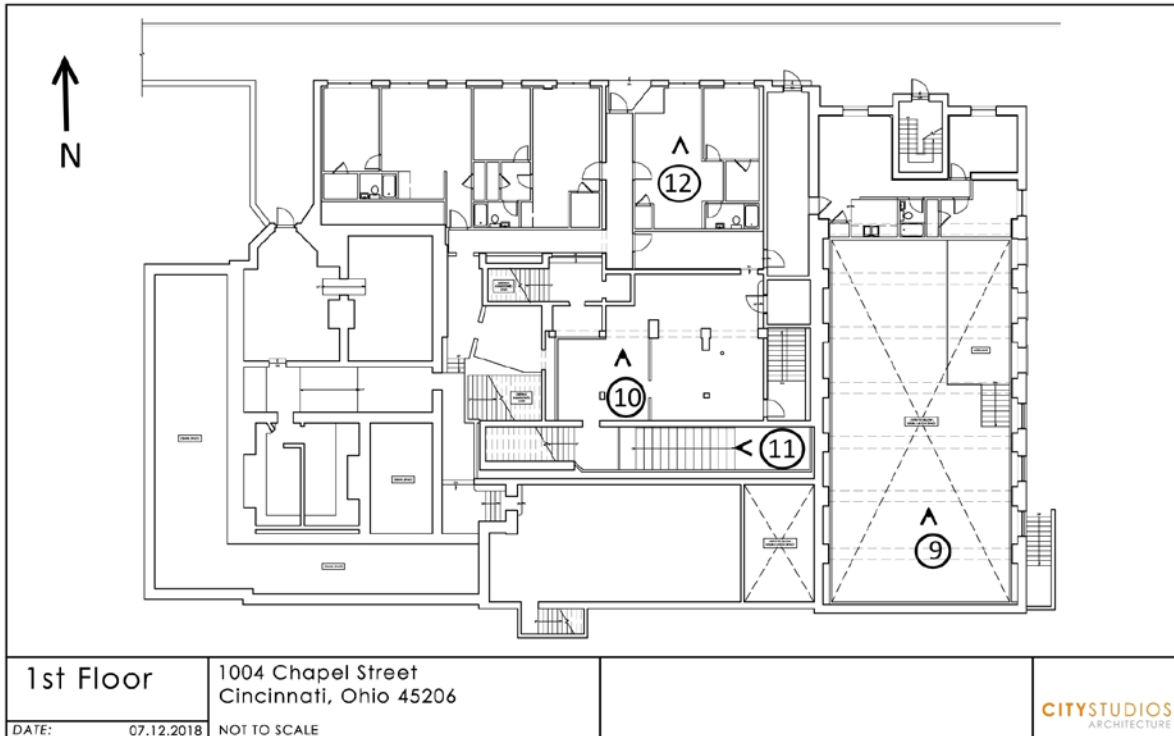 N
12
10
11
9
1st Floor
1004 Chapel Street
Cincinnati, Ohio 45206
DATE: 07.12.2018
NOT TO SCALE
CITYSTUDIOS
ARCHITECTURE